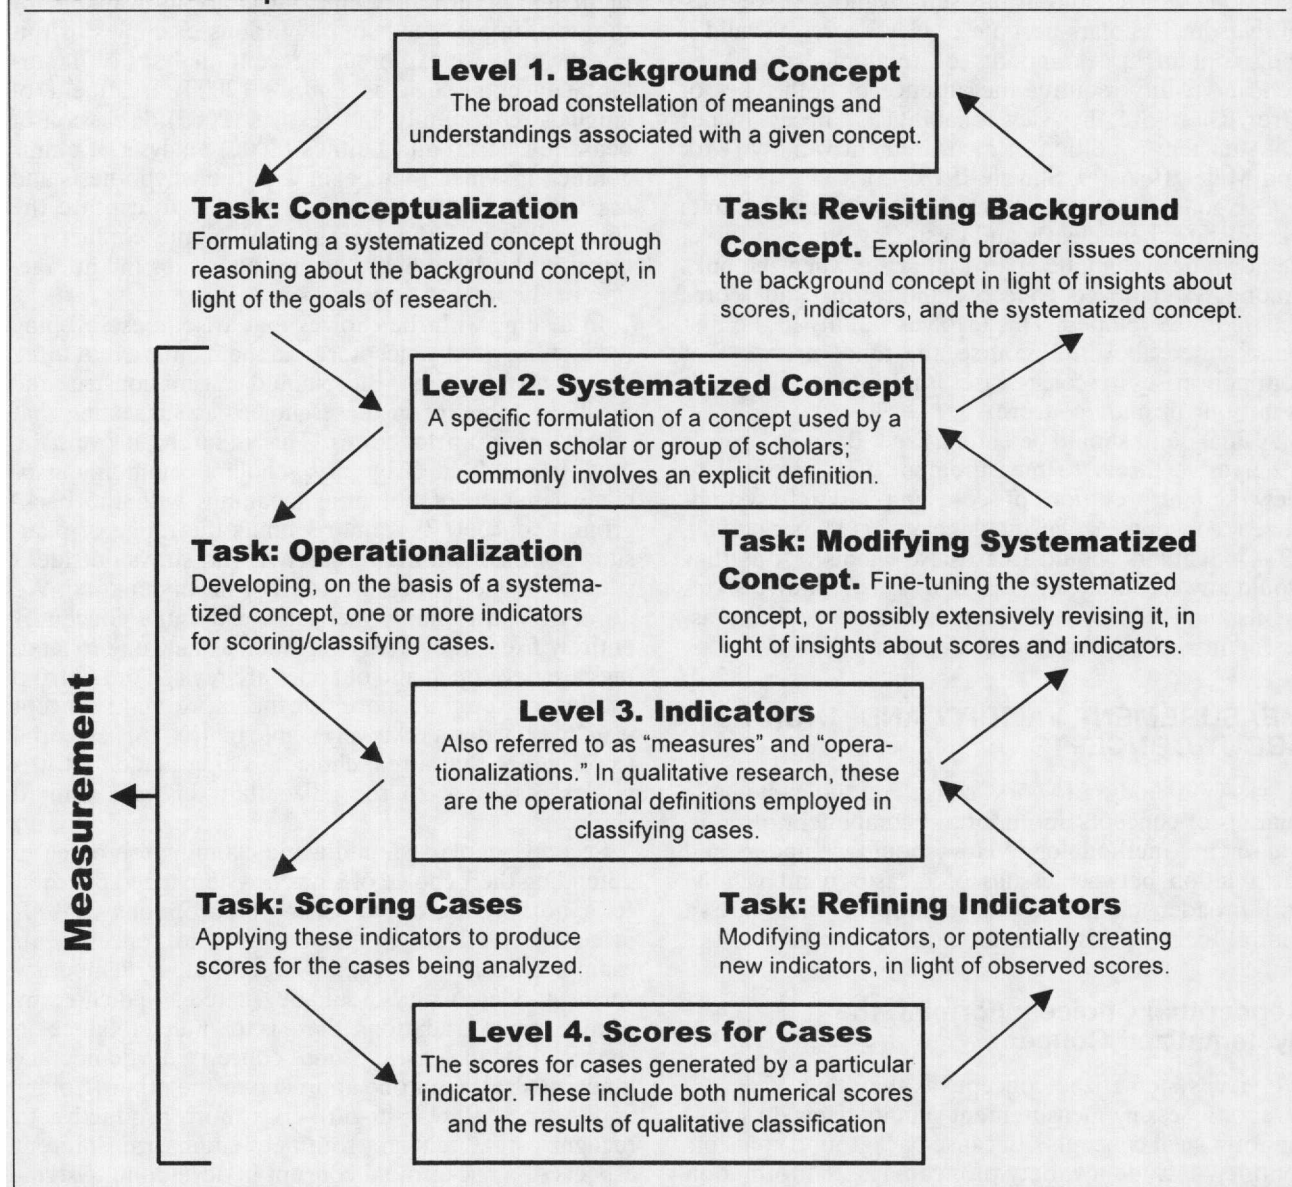 Level 1. Background Concept
The broad constellation of meanings and
understandings associated with a given concept.
Task: Conceptualization
Formulating a systematized concept through
reasoning about the background concept, in
light of the goals of research.
Task: Revisiting Background
Concept. Exploring broader issues concerning
the background concept in light of insights about
scores, indicators, and the systematized concept.
Level 2. Systematized Concept
A specific formulation of a concept used by a
given scholar or group of scholars;
commonly involves an explicit definition.
Task: Operationalization
Developing, on the basis of a systema-
tized concept, one or more indicators
for scoring/classifying cases.
Task: Modifying Systematized
Concept. Fine-tuning the systematized
concept, or possibly extensively revising it, in
light of insights about scores and indicators.
Measurement
Level 3. Indicators
Also referred to as “measures” and “opera-
tionalizations.” In qualitative research, these
are the operational definitions employed in
classifying cases.
Task: Scoring Cases
Applying these indicators to produce
scores for the cases being analyzed.
Task: Refining Indicators
Modifying indicators, or potentially creating
new indicators, in light of observed scores.
Level 4. Scores for Cases
The scores for cases generated by a particular
indicator. These include both numerical scores
and the results of qualitative classification